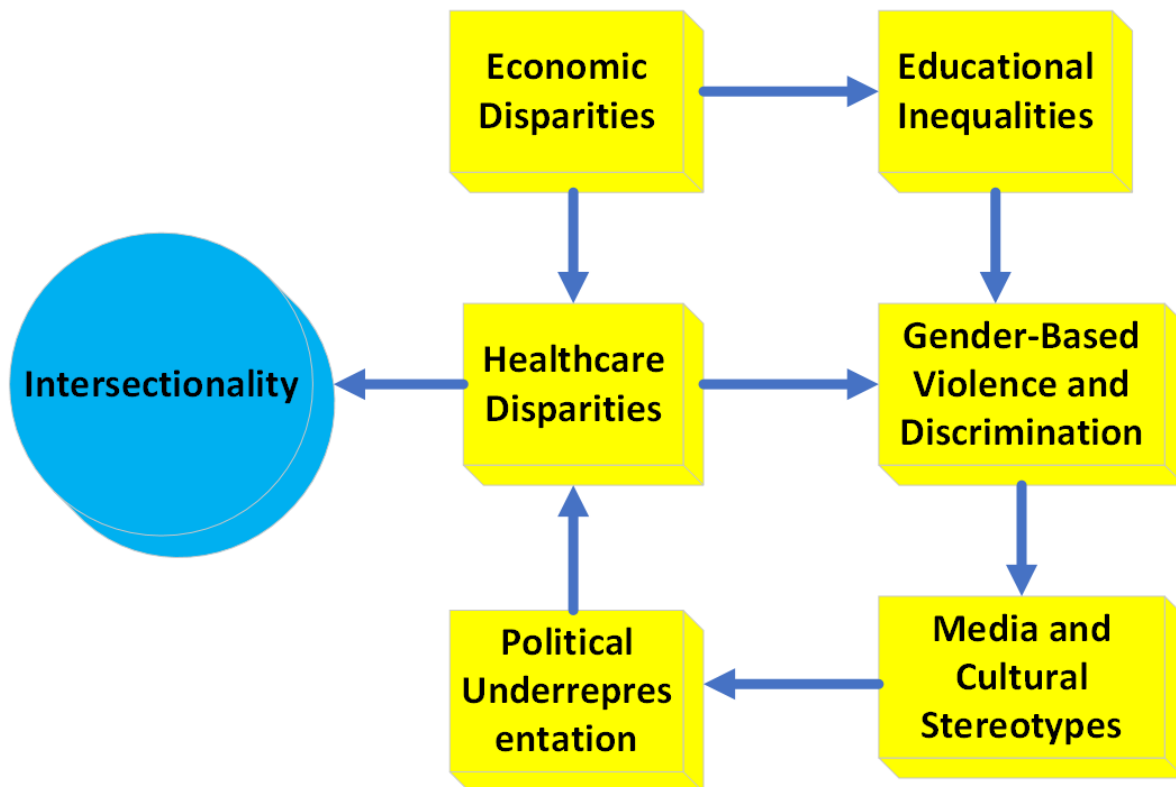 Economic
Disparities
Educational
Inequalities
Intersectionality
Healthcare
Disparities
Gender-Based
Violence and
Discrimination
Political
Underrepres
entation
Media and
Cultural
Stereotypes